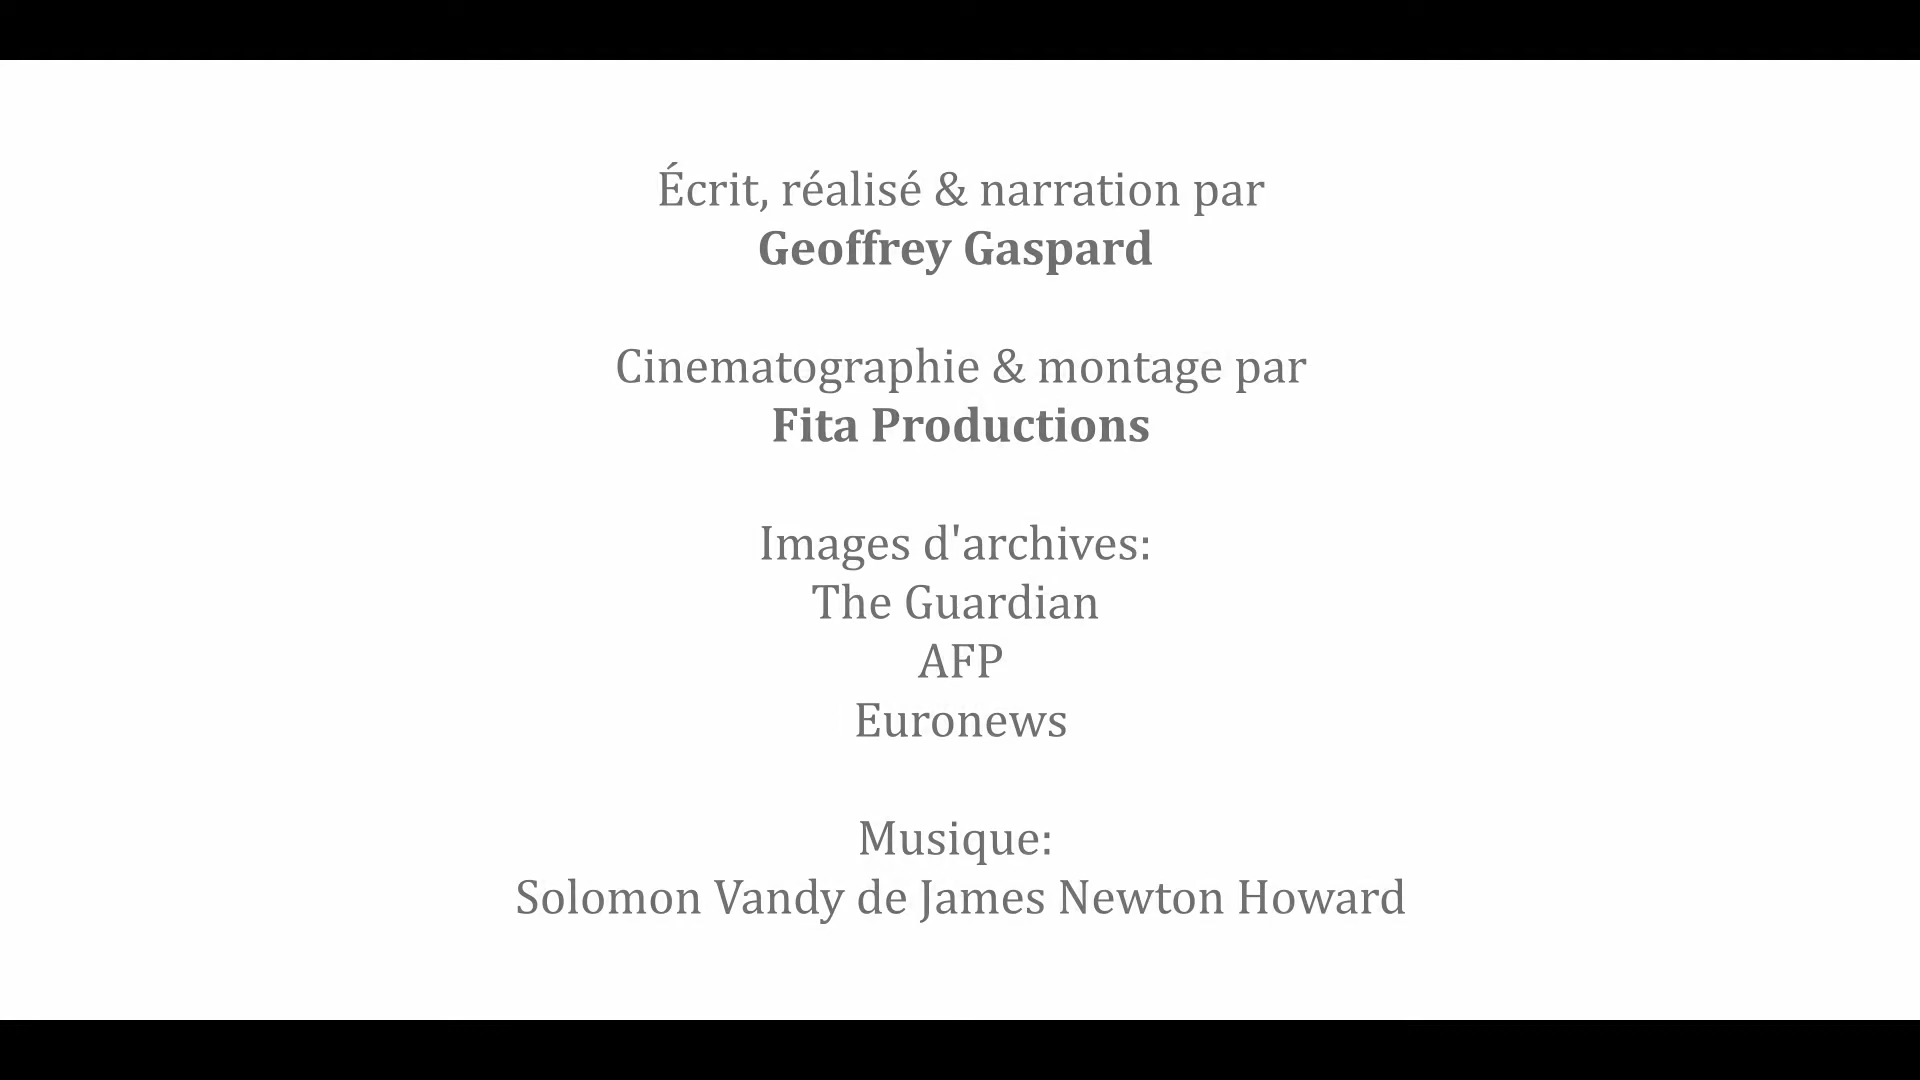 Écrit, réalisé & narration par
Geoffrey Gaspard
Cinematographie & montage par
Fita Productions
Images d'archives:
The Guardian
AFP
Euronews
Musique:
Solomon Vandy de James Newton Howard